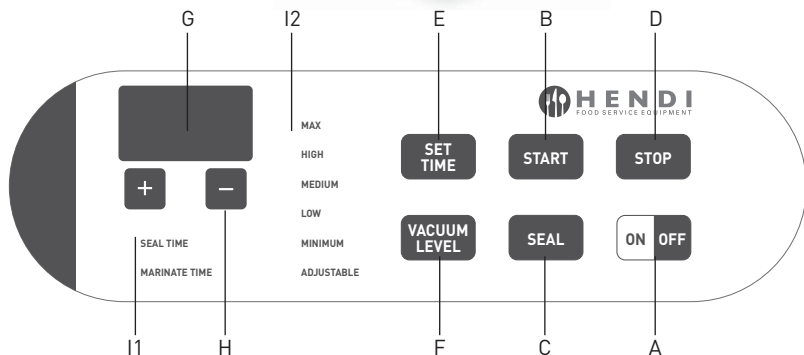 G I2 E B D
HENDI
FOOD SERVICE EQUIPMENT
MAX
HIGH
MEDIUM
LOW
MINIMUM
ADJUSTABLE
+ −
SEAL TIME
MARINATE TIME
SET
TIME
START
STOP
VACUUM
LEVEL
SEAL
ON OFF
I1 H F C A